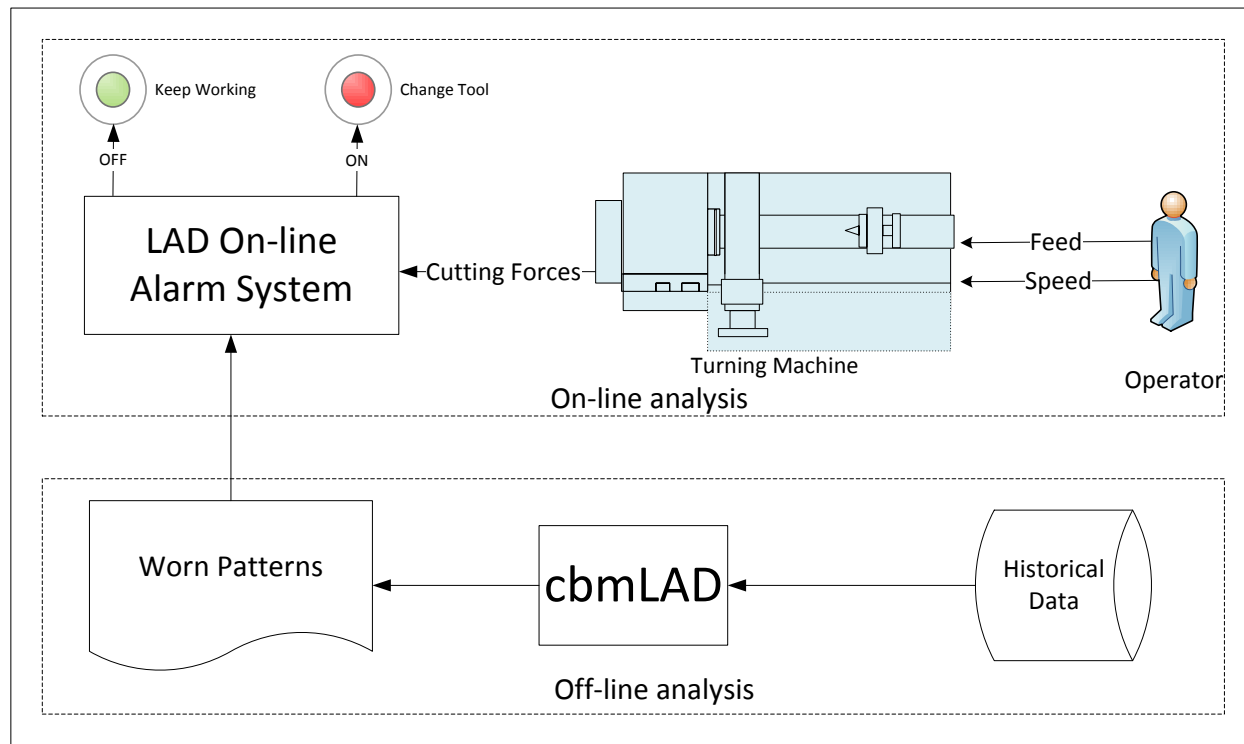 Keep Working
Change Tool
OFF
ON
LAD On-line
Alarm System
Cutting Forces
Feed
Speed
Turning Machine
Operator
On-line analysis
Worn Patterns
cbmLAD
Historical
Data
Off-line analysis